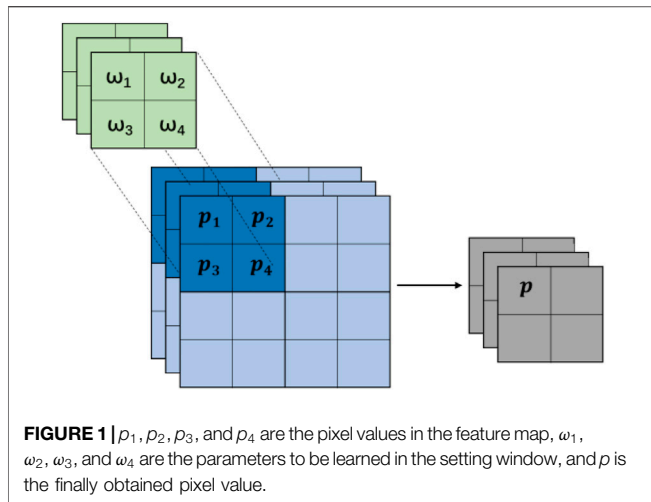 ω₁ ω₂
ω₃ ω₄
p₁ p₂
p₃ p₄
p
FIGURE 1 | p₁, p₂, p₃, and p₄ are the pixel values in the feature map, ω₁,
ω₂, ω₃, and ω₄ are the parameters to be learned in the setting window, and p is
the finally obtained pixel value.